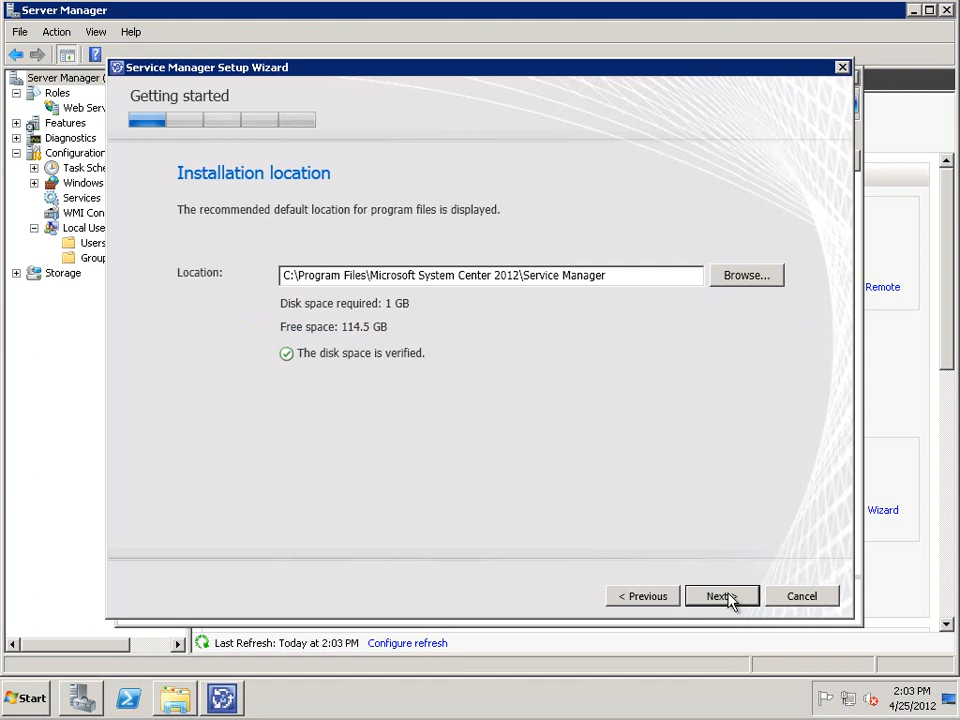 Server Manager
File Action View Help
Service Manager Setup Wizard
Server Manager (
Roles
Web Serv
Features
Diagnostics
Configuration
Task Sche
Windows
Services
WMI Con
Local Use
Users
Group
Storage
Getting started
Installation location
The recommended default location for program files is displayed.
Location:
C:\Program Files\Microsoft System Center 2012\Service Manager
Browse...
Disk space required: 1 GB
Free space: 114.5 GB
The disk space is verified.
Remote
Wizard
< Previous
Next >
Cancel
Last Refresh: Today at 2:03 PM Configure refresh
Start
2:03 PM
4/25/2012